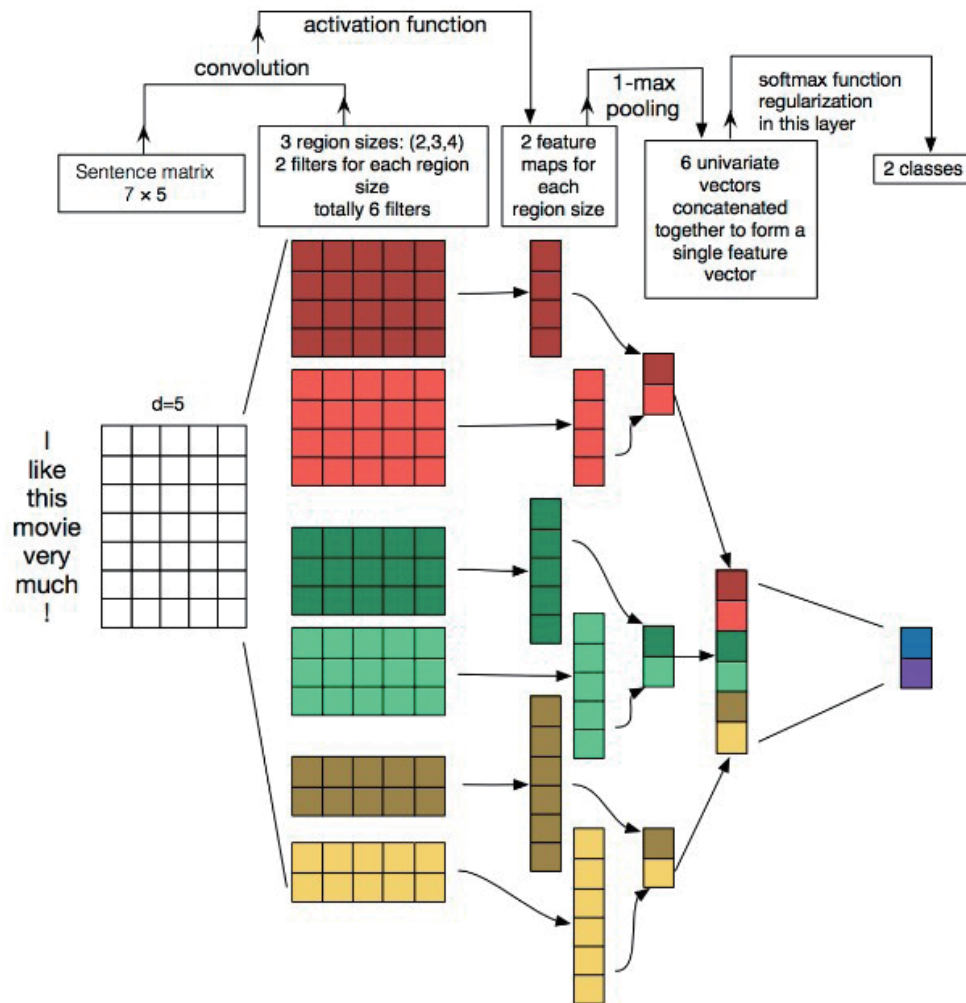 activation function
convolution
1-max
pooling
softmax function
regularization
in this layer
Sentence matrix
7 × 5
3 region sizes: (2,3,4)
2 filters for each region
size
totally 6 filters
2 feature
maps for
each
region size
6 univariate
vectors
concatenated
together to form a
single feature
vector
2 classes
d=5
I
like
this
movie
very
much
!